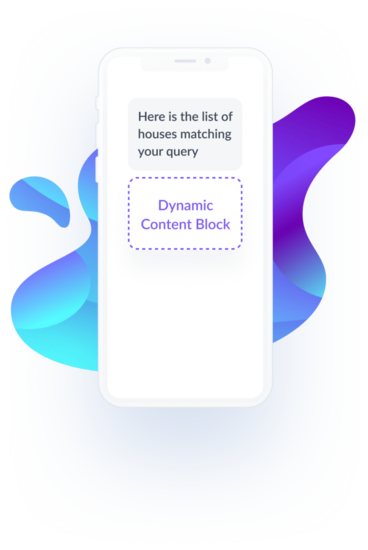 Here is the list of
houses matching
your query
Dynamic
Content Block